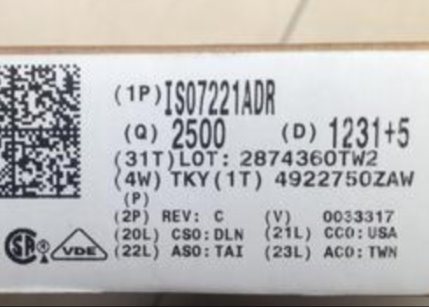 (1P) ISO7221ADR
(Q) 2500 (D) 1231+5
(31T)LOT: 2874360TW2
(4W) TKY(1T) 4922750ZAW
(P)
(2P) REV: C (V) 0033317
(20L) CSO:DLN (21L) CCO:USA
(22L) ASO:TAI (23L) ACO:TWN
SA
VDE